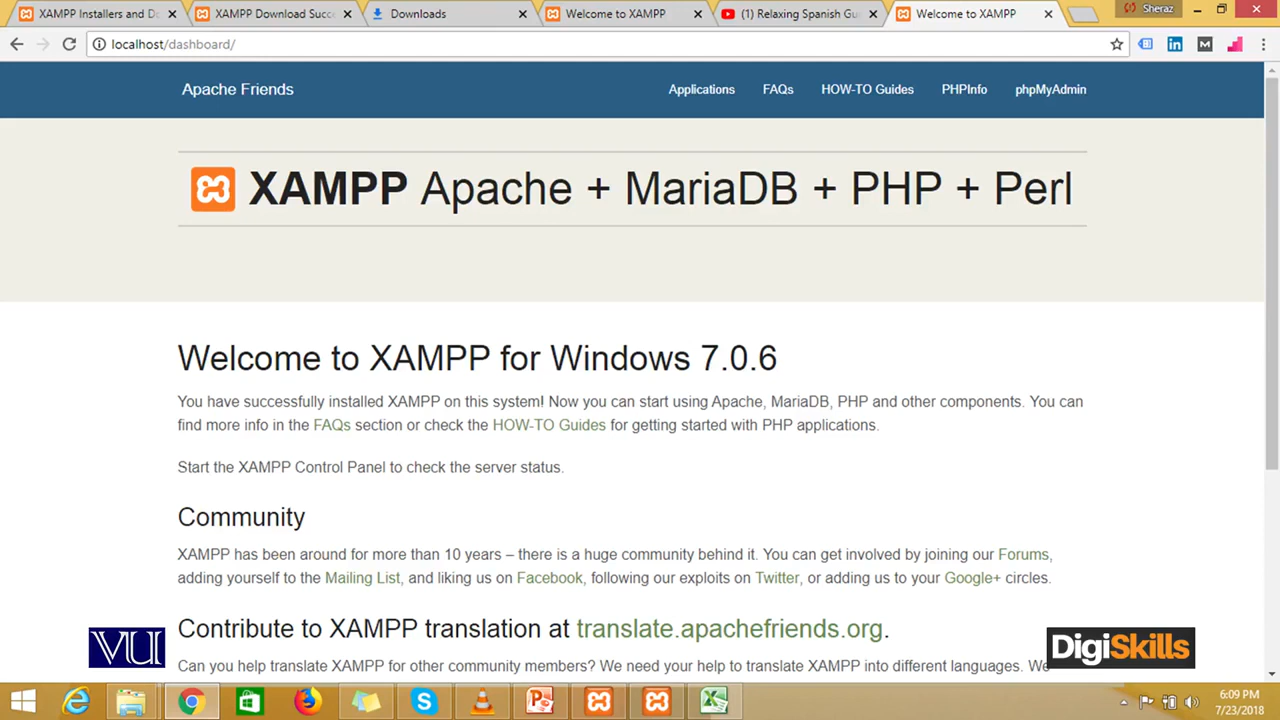 XAMPP Installers and Do
XAMPP Download Succe
Downloads
Welcome to XAMPP
(1) Relaxing Spanish Gui
Welcome to XAMPP
Sheraz
localhost/dashboard/
Apache Friends
Applications
FAQs
HOW-TO Guides
PHPInfo
phpMyAdmin
XAMPP Apache + MariaDB + PHP + Perl
Welcome to XAMPP for Windows 7.0.6
You have successfully installed XAMPP on this system! Now you can start using Apache, MariaDB, PHP and other components. You can
find more info in the FAQs section or check the HOW-TO Guides for getting started with PHP applications.
Start the XAMPP Control Panel to check the server status.
Community
XAMPP has been around for more than 10 years – there is a huge community behind it. You can get involved by joining our Forums,
adding yourself to the Mailing List, and liking us on Facebook, following our exploits on Twitter, or adding us to your Google+ circles.
Contribute to XAMPP translation at translate.apachefriends.org.
Can you help translate XAMPP for other community members? We need your help to translate XAMPP into different languages. We
VU
DigiSkills
6:09 PM
7/23/2018